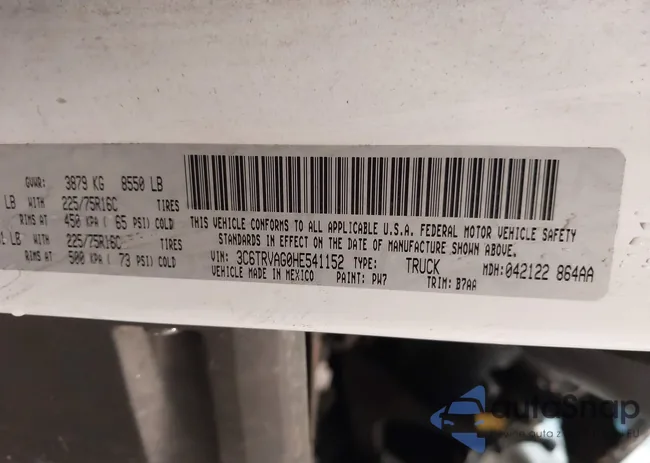 GVWR: 3879 KG 8550 LB
LB WITH 225/75R16C TIRES
RIMS AT 450 KPA ( 65 PSI) COLD
LB WITH 225/75R16C TIRES
RIMS AT 500 KPA ( 73 PSI) COLD
THIS VEHICLE CONFORMS TO ALL APPLICABLE U.S.A. FEDERAL MOTOR VEHICLE SAFETY
STANDARDS IN EFFECT ON THE DATE OF MANUFACTURE SHOWN ABOVE.
VIN: 3C6TRVAG0HE541152 TYPE: TRUCK MDH: 042122 864AA
VEHICLE MADE IN MEXICO PAINT: PW7 TRIM: B7AA
autoSnap